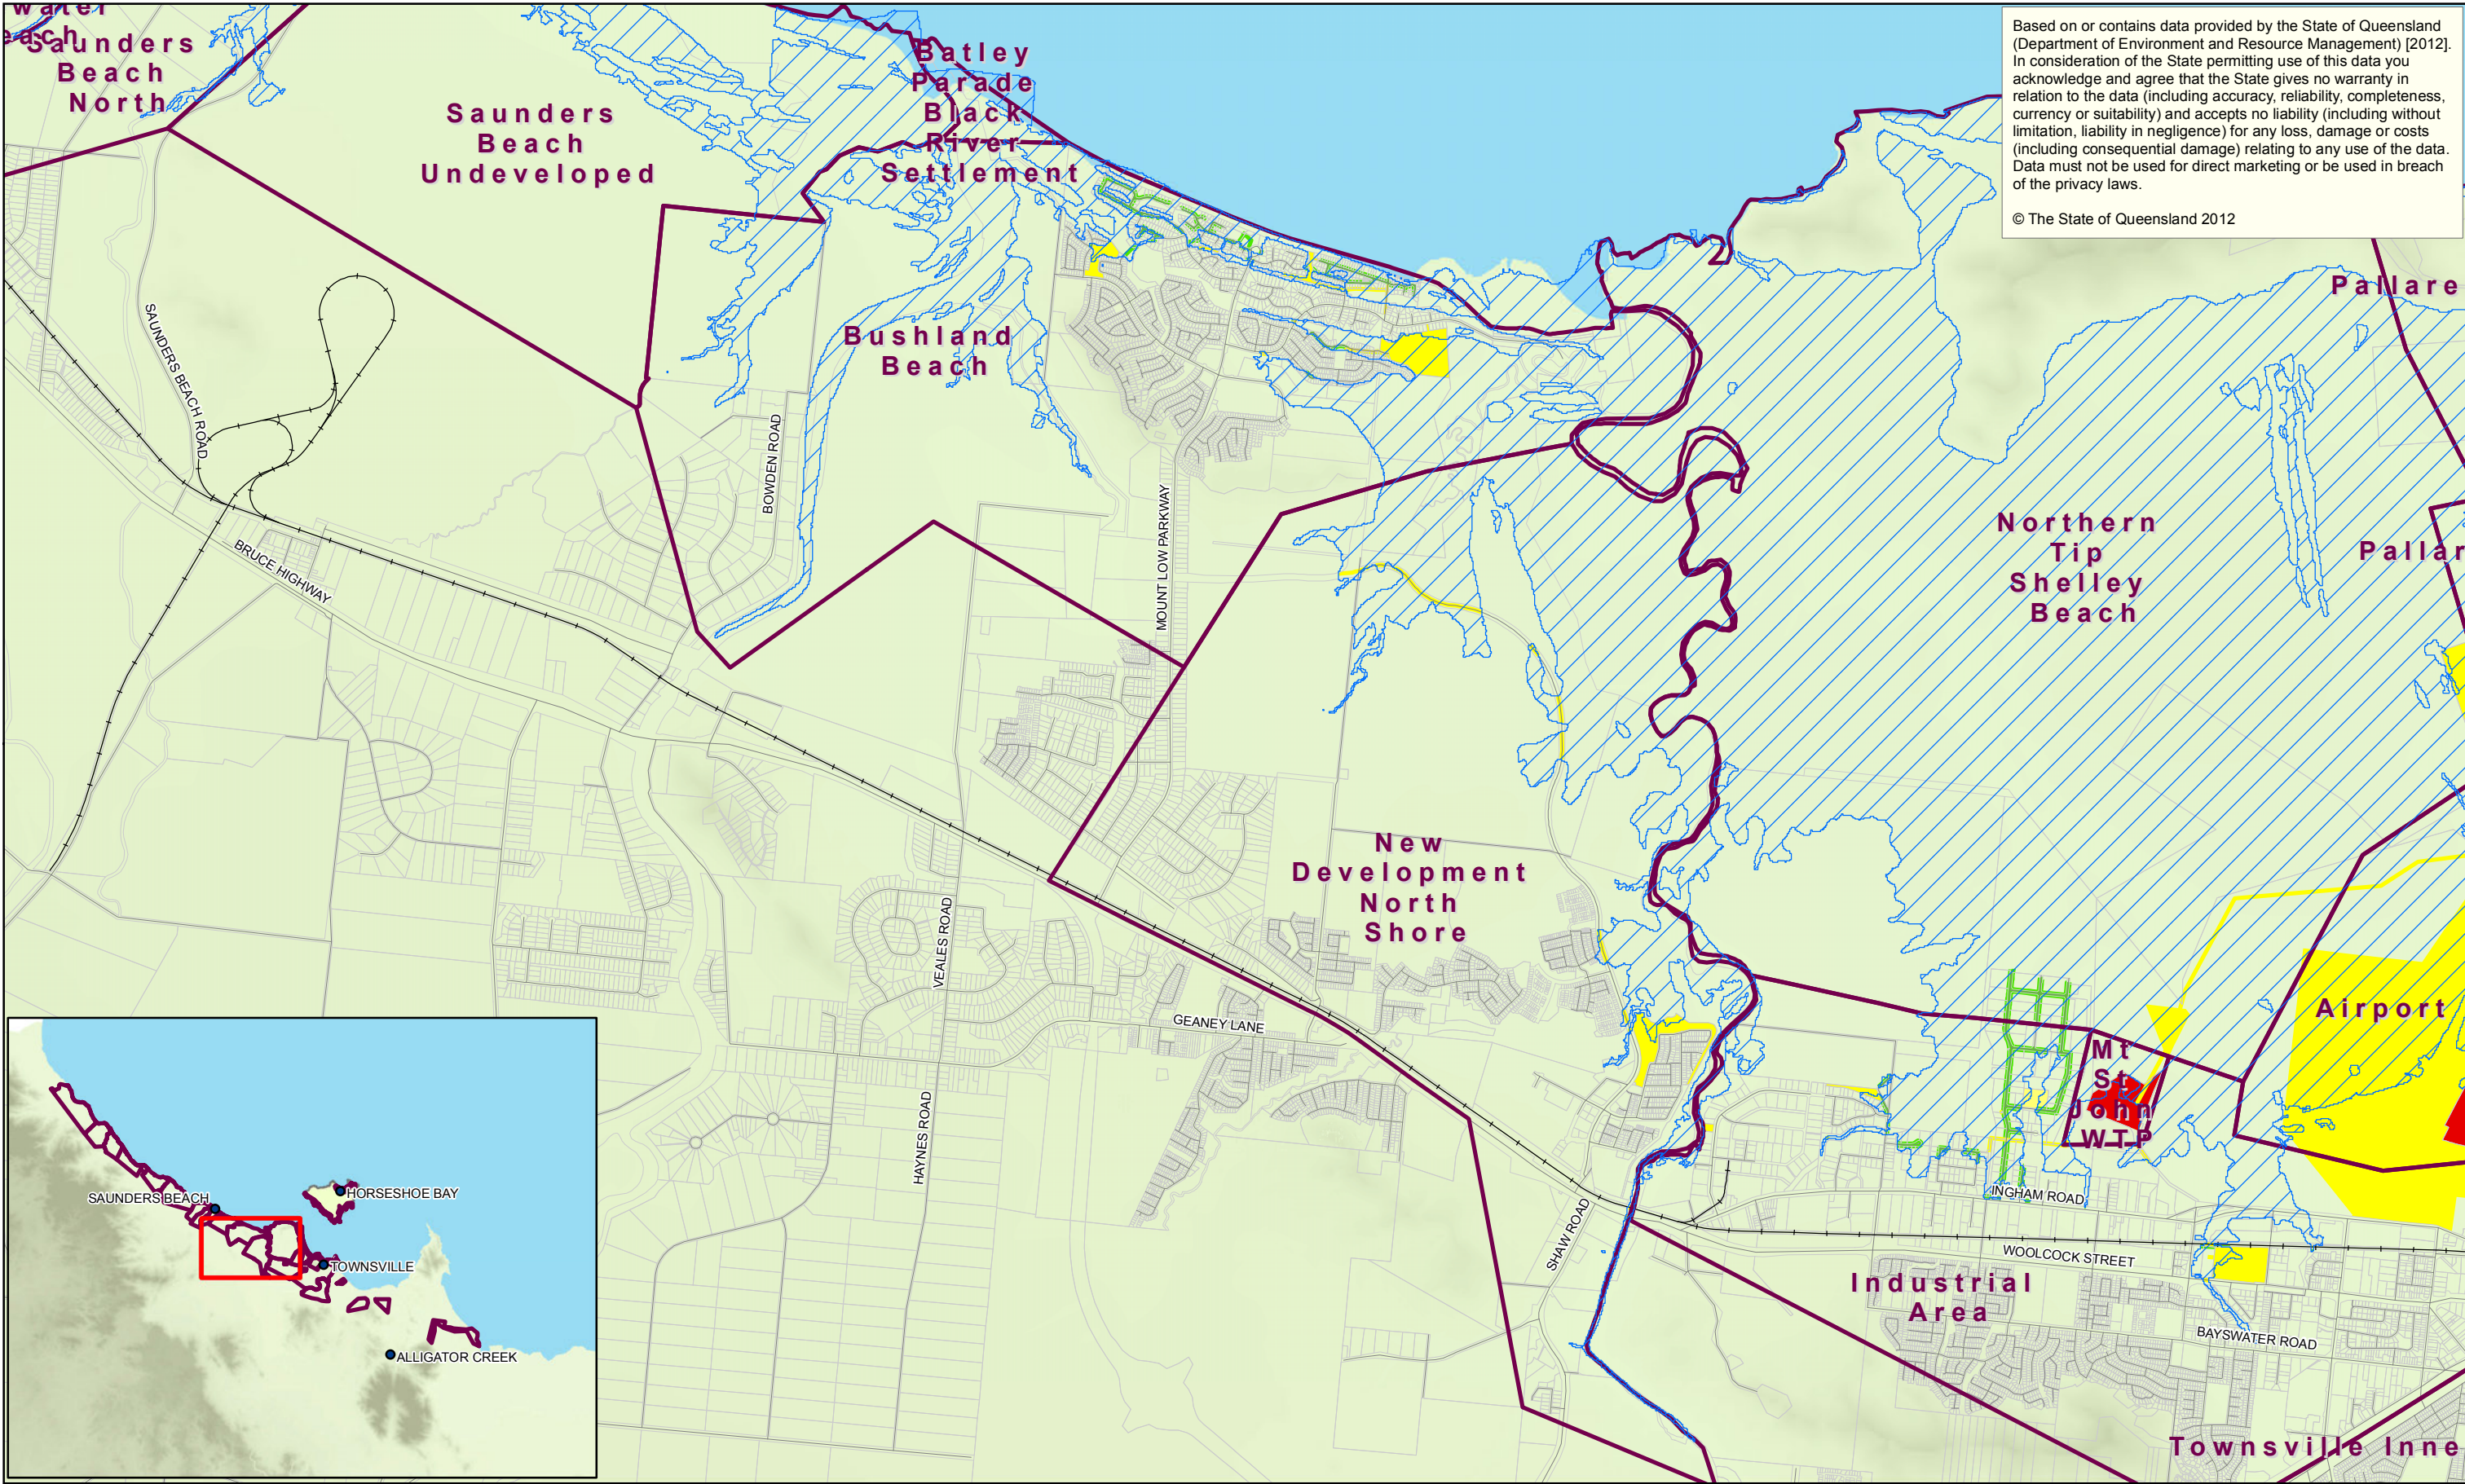 water
Beach
Saunders
Beach
North
Saunders
Beach
Undeveloped
Batley
Parade
Black
River
Settlement
Based on or contains data provided by the State of Queensland
(Department of Environment and Resource Management) [2012].
In consideration of the State permitting use of this data you
acknowledge and agree that the State gives no warranty in
relation to the data (including accuracy, reliability, completeness,
currency or suitability) and accepts no liability (including without
limitation, liability in negligence) for any loss, damage or costs
(including consequential damage) relating to any use of the data.
Data must not be used for direct marketing or be used in breach
of the privacy laws.
© The State of Queensland 2012
Pallare
Bushland
Beach
SAUNDERS BEACH ROAD
BOWDEN ROAD
MOUNT LOW PARKWAY
BRUCE HIGHWAY
Northern
Tip
Shelley
Beach
Pallar
New
Development
North
Shore
VEALES ROAD
GEANEY LANE
HAYNES ROAD
Airport
Mt
St
John
WTP
INGHAM ROAD
SHAW ROAD
WOOLCOCK STREET
Industrial
Area
BAYSWATER ROAD
Townsville Inne
SAUNDERS BEACH
HORSESHOE BAY
TOWNSVILLE
ALLIGATOR CREEK